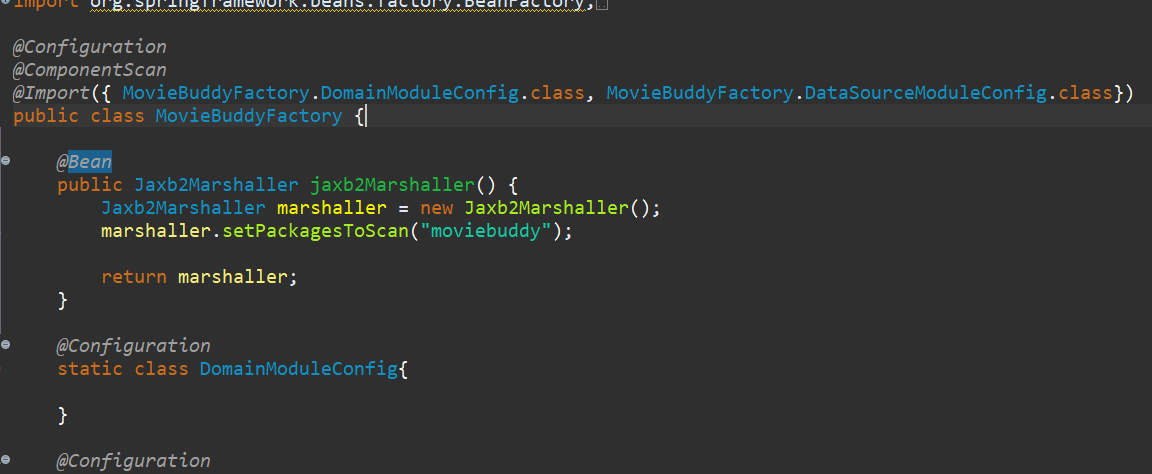 import org.springframework.beans.factory.BeanFactory;
@Configuration
@ComponentScan
@Import({ MovieBuddyFactory.DomainModuleConfig.class, MovieBuddyFactory.DataSourceModuleConfig.class})
public class MovieBuddyFactory {
@Bean
public Jaxb2Marshaller jaxb2Marshaller() {
Jaxb2Marshaller marshaller = new Jaxb2Marshaller();
marshaller.setPackagesToScan("moviebuddy");
return marshaller;
}
@Configuration
static class DomainModuleConfig{
}
@Configuration